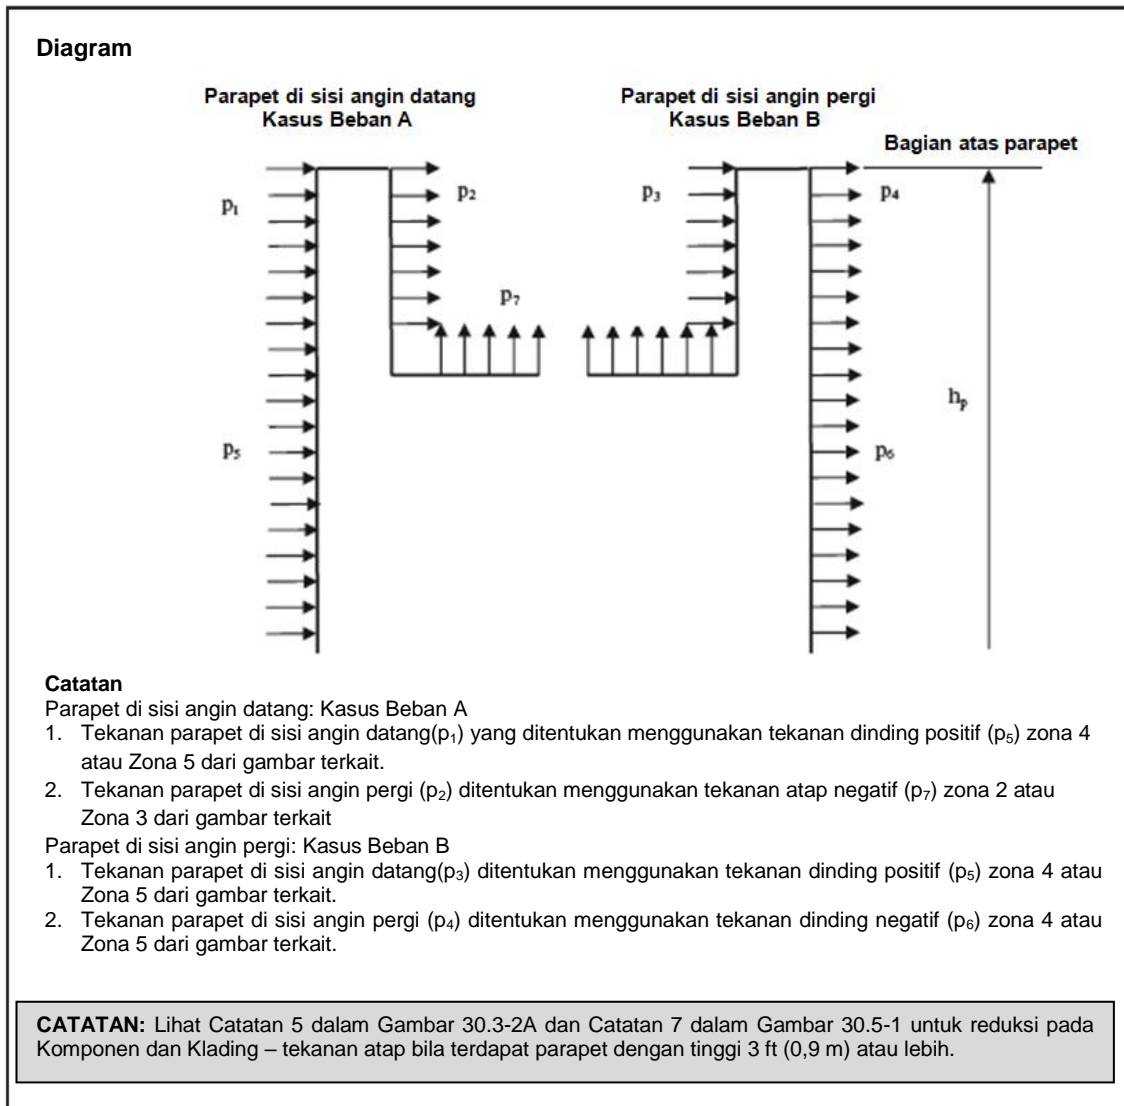 Diagram
Parapet di sisi angin datang
Kasus Beban A
Parapet di sisi angin pergi
Kasus Beban B
Bagian atas parapet
p₁
p₂
p₃
p₄
p₇
p₅
p₆
hₚ
Catatan
Parapet di sisi angin datang: Kasus Beban A
1. Tekanan parapet di sisi angin datang(p₁) yang ditentukan menggunakan tekanan dinding positif (p₅) zona 4
atau Zona 5 dari gambar terkait.
2. Tekanan parapet di sisi angin pergi (p₂) ditentukan menggunakan tekanan atap negatif (p₇) zona 2 atau
Zona 3 dari gambar terkait
Parapet di sisi angin pergi: Kasus Beban B
1. Tekanan parapet di sisi angin datang(p₃) ditentukan menggunakan tekanan dinding positif (p₅) zona 4 atau
Zona 5 dari gambar terkait.
2. Tekanan parapet di sisi angin pergi (p₄) ditentukan menggunakan tekanan dinding negatif (p₆) zona 4 atau
Zona 5 dari gambar terkait.
CATATAN: Lihat Catatan 5 dalam Gambar 30.3-2A dan Catatan 7 dalam Gambar 30.5-1 untuk reduksi pada
Komponen dan Klading – tekanan atap bila terdapat parapet dengan tinggi 3 ft (0,9 m) atau lebih.